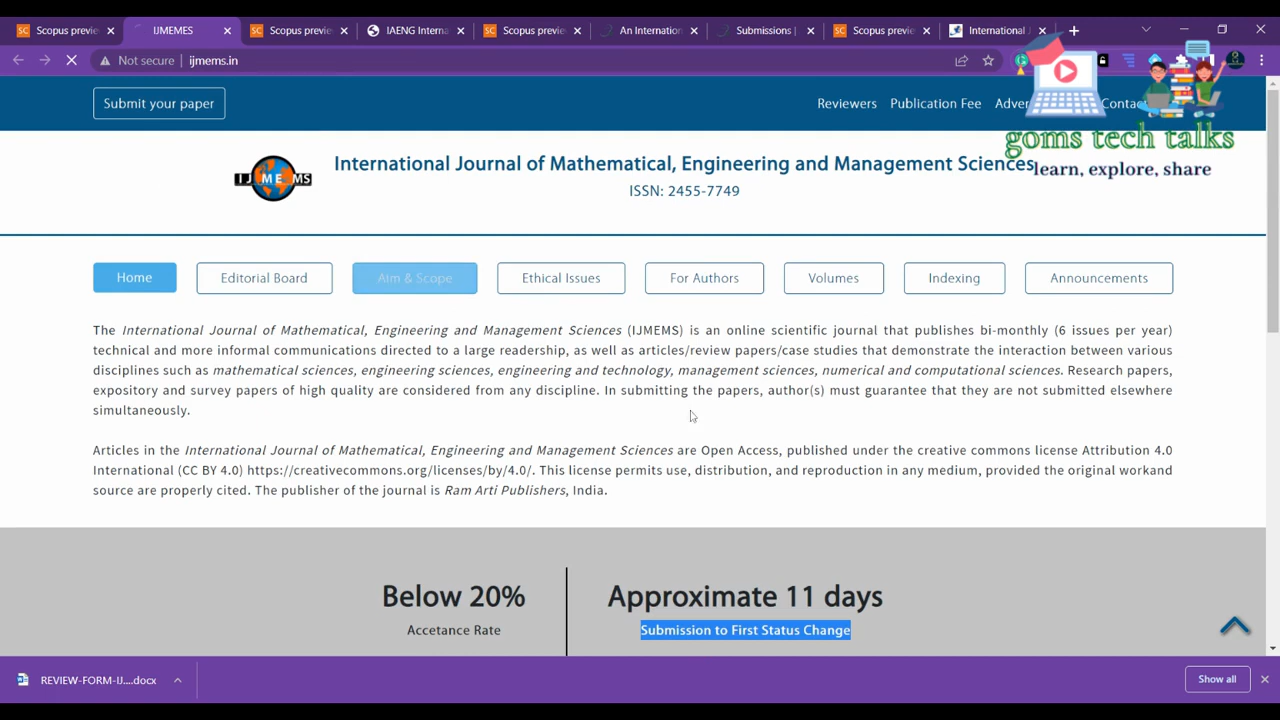 Scopus previe
IJMEMES
Scopus previe
IAENG Interna
Scopus previe
An Internation
Submissions |
Scopus previe
International J
Not secure
ijmems.in
Submit your paper
Reviewers
Publication Fee
Adver
Contac
goms tech talks
learn, explore, share
IJMEMS
International Journal of Mathematical, Engineering and Management Sciences
ISSN: 2455-7749
Home
Editorial Board
Aim & Scope
Ethical Issues
For Authors
Volumes
Indexing
Announcements
The International Journal of Mathematical, Engineering and Management Sciences (IJMEMS) is an online scientific journal that publishes bi-monthly (6 issues per year)
technical and more informal communications directed to a large readership, as well as articles/review papers/case studies that demonstrate the interaction between various
disciplines such as mathematical sciences, engineering sciences, engineering and technology, management sciences, numerical and computational sciences. Research papers,
expository and survey papers of high quality are considered from any discipline. In submitting the papers, author(s) must guarantee that they are not submitted elsewhere
simultaneously.
Articles in the International Journal of Mathematical, Engineering and Management Sciences are Open Access, published under the creative commons license Attribution 4.0
International (CC BY 4.0) https://creativecommons.org/licenses/by/4.0/. This license permits use, distribution, and reproduction in any medium, provided the original workand
source are properly cited. The publisher of the journal is Ram Arti Publishers, India.
Below 20%
Accetance Rate
Approximate 11 days
Submission to First Status Change
REVIEW-FORM-IJ....docx
Show all